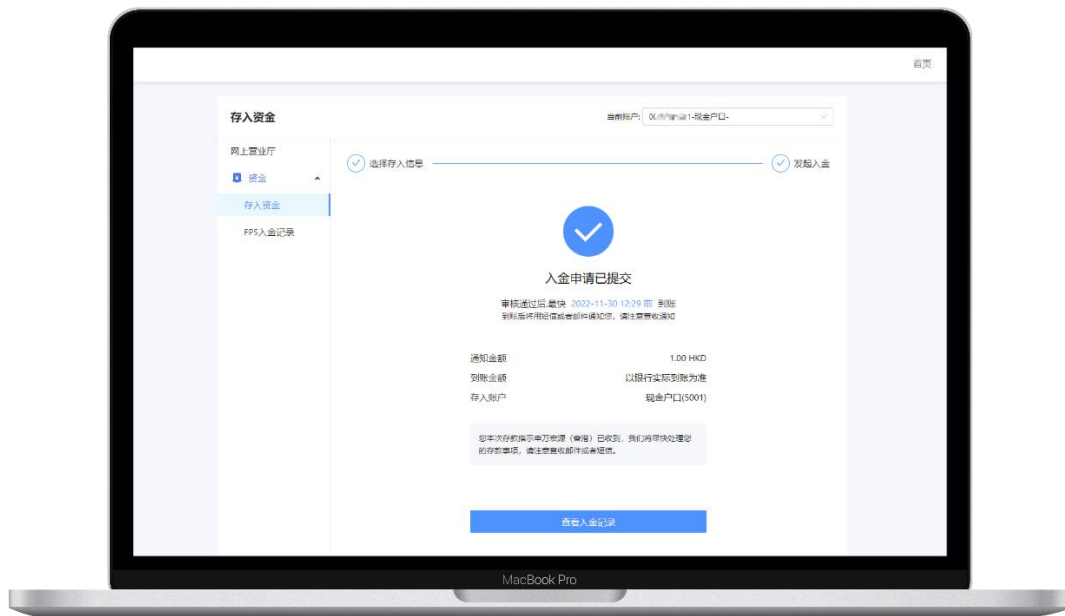 首页
存入资金
当前账户:
1-现金户口-
网上营业厅
资金
存入资金
FPS入金记录
选择存入信息
发起入金
入金申请已提交
审核通过后,最快 2022-11-30 12:29 前 到账
到账后将用短信或者邮件通知您，请注意查收通知
通知金额 1.00 HKD
到账金额 以银行实际到账为准
存入账户 现金户口(5001)
您本次存款指示申万宏源（香港）已收到，我们将尽快处理您
的存款事项，请注意查收邮件或者短信。
查看入金记录
MacBook Pro